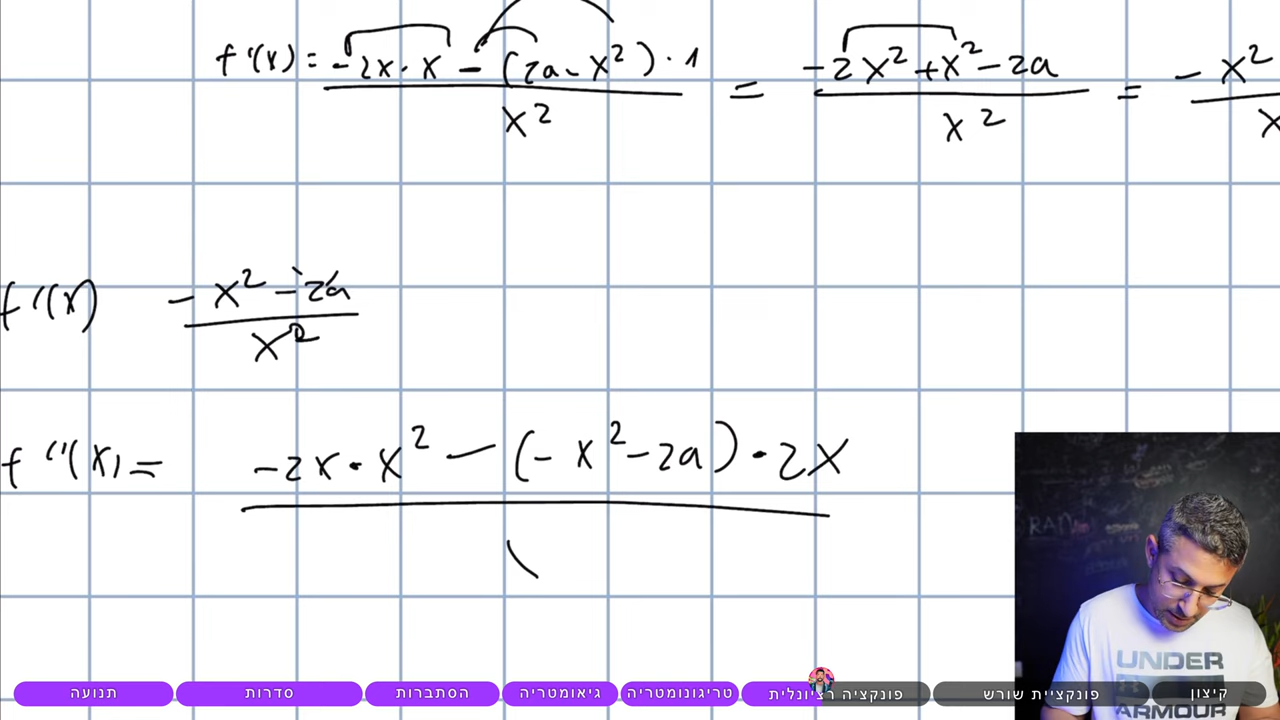 f'(x) = -2x·x - (2a-x²)·1 / x² = -2x²+x²-2a / x² = -x² / x
f'(x) -x²-2a / x²
f''(x) = -2x·x² - (-x²-2a)·2x
RAD
UNDER
ARMOUR
תנועה סדרות הסתברות גיאומטריה טריגונומטריה פונקציה רציונלית פונקציית שורש קיצון